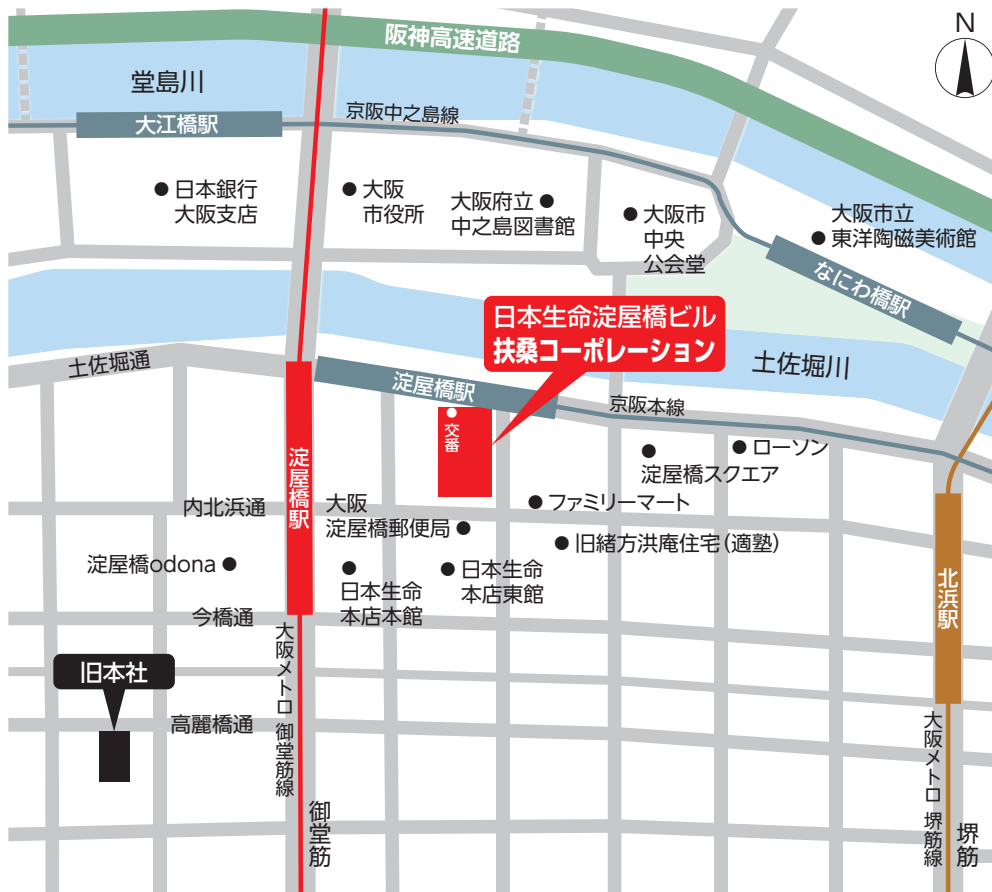 N
阪神高速道路
堂島川
大江橋駅
京阪中之島線
日本銀行
大阪支店
大阪
市役所
大阪府立
中之島図書館
大阪市
中央
公会堂
大阪市立
東洋陶磁美術館
なにわ橋駅
日本生命淀屋橋ビル
扶桑コーポレーション
土佐堀通
淀屋橋駅
土佐堀川
京阪本線
交番
淀屋橋駅
ローソン
淀屋橋スクエア
内北浜通
大阪
淀屋橋郵便局
ファミリーマート
旧緒方洪庵住宅(適塾)
淀屋橋odona
日本生命
本店本館
日本生命
本店東館
北浜駅
今橋通
旧本社
高麗橋通
大阪メトロ 御堂筋線
御堂筋
大阪メトロ 堺筋線
堺筋